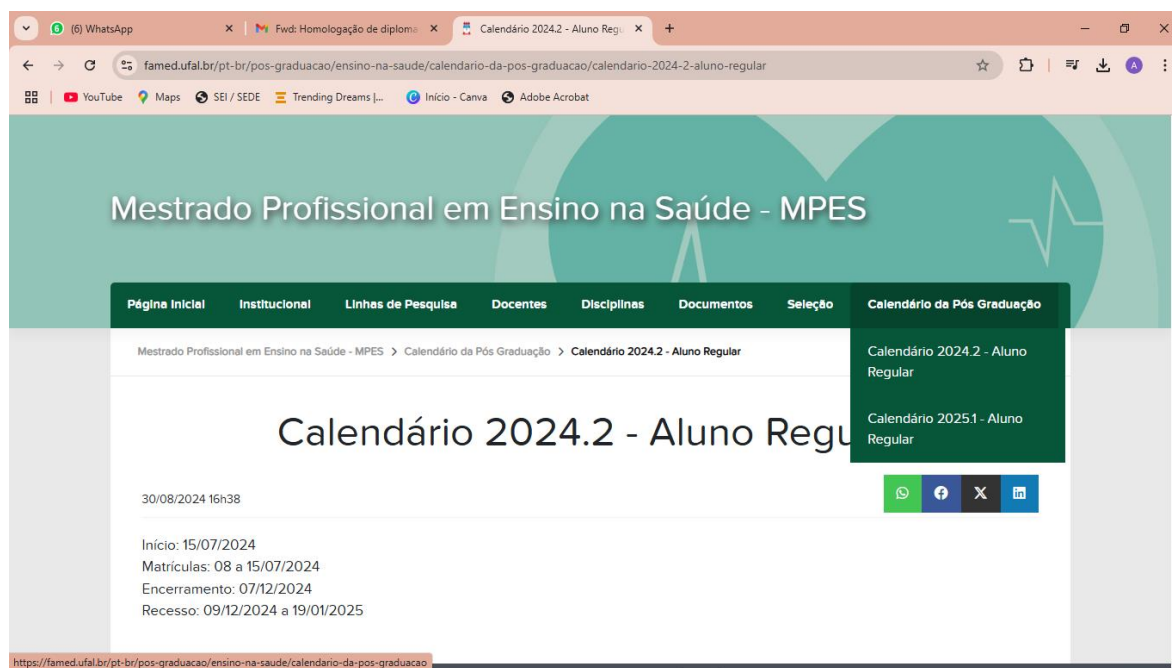 (6) WhatsApp
Fwd: Homologação de diploma
Calendário 2024.2 - Aluno Regu
famed.ufal.br/pt-br/pos-graduacao/ensino-na-saude/calendario-da-pos-graduacao/calendario-2024-2-aluno-regular
YouTube Maps SEI / SEDE Trending Dreams |... Início - Canva Adobe Acrobat
Mestrado Profissional em Ensino na Saúde - MPES
Página Inicial Institucional Linhas de Pesquisa Docentes Disciplinas Documentos Seleção Calendário da Pós Graduação
Mestrado Profissional em Ensino na Saúde - MPES > Calendário da Pós Graduação > Calendário 2024.2 - Aluno Regular
Calendário 2024.2 - Aluno
Regular
Calendário 2025.1 - Aluno
Regular
Calendário 2024.2 - Aluno Regu
30/08/2024 16h38
Início: 15/07/2024
Matrículas: 08 a 15/07/2024
Encerramento: 07/12/2024
Recesso: 09/12/2024 a 19/01/2025
https://famed.ufal.br/pt-br/pos-graduacao/ensino-na-saude/calendario-da-pos-graduacao